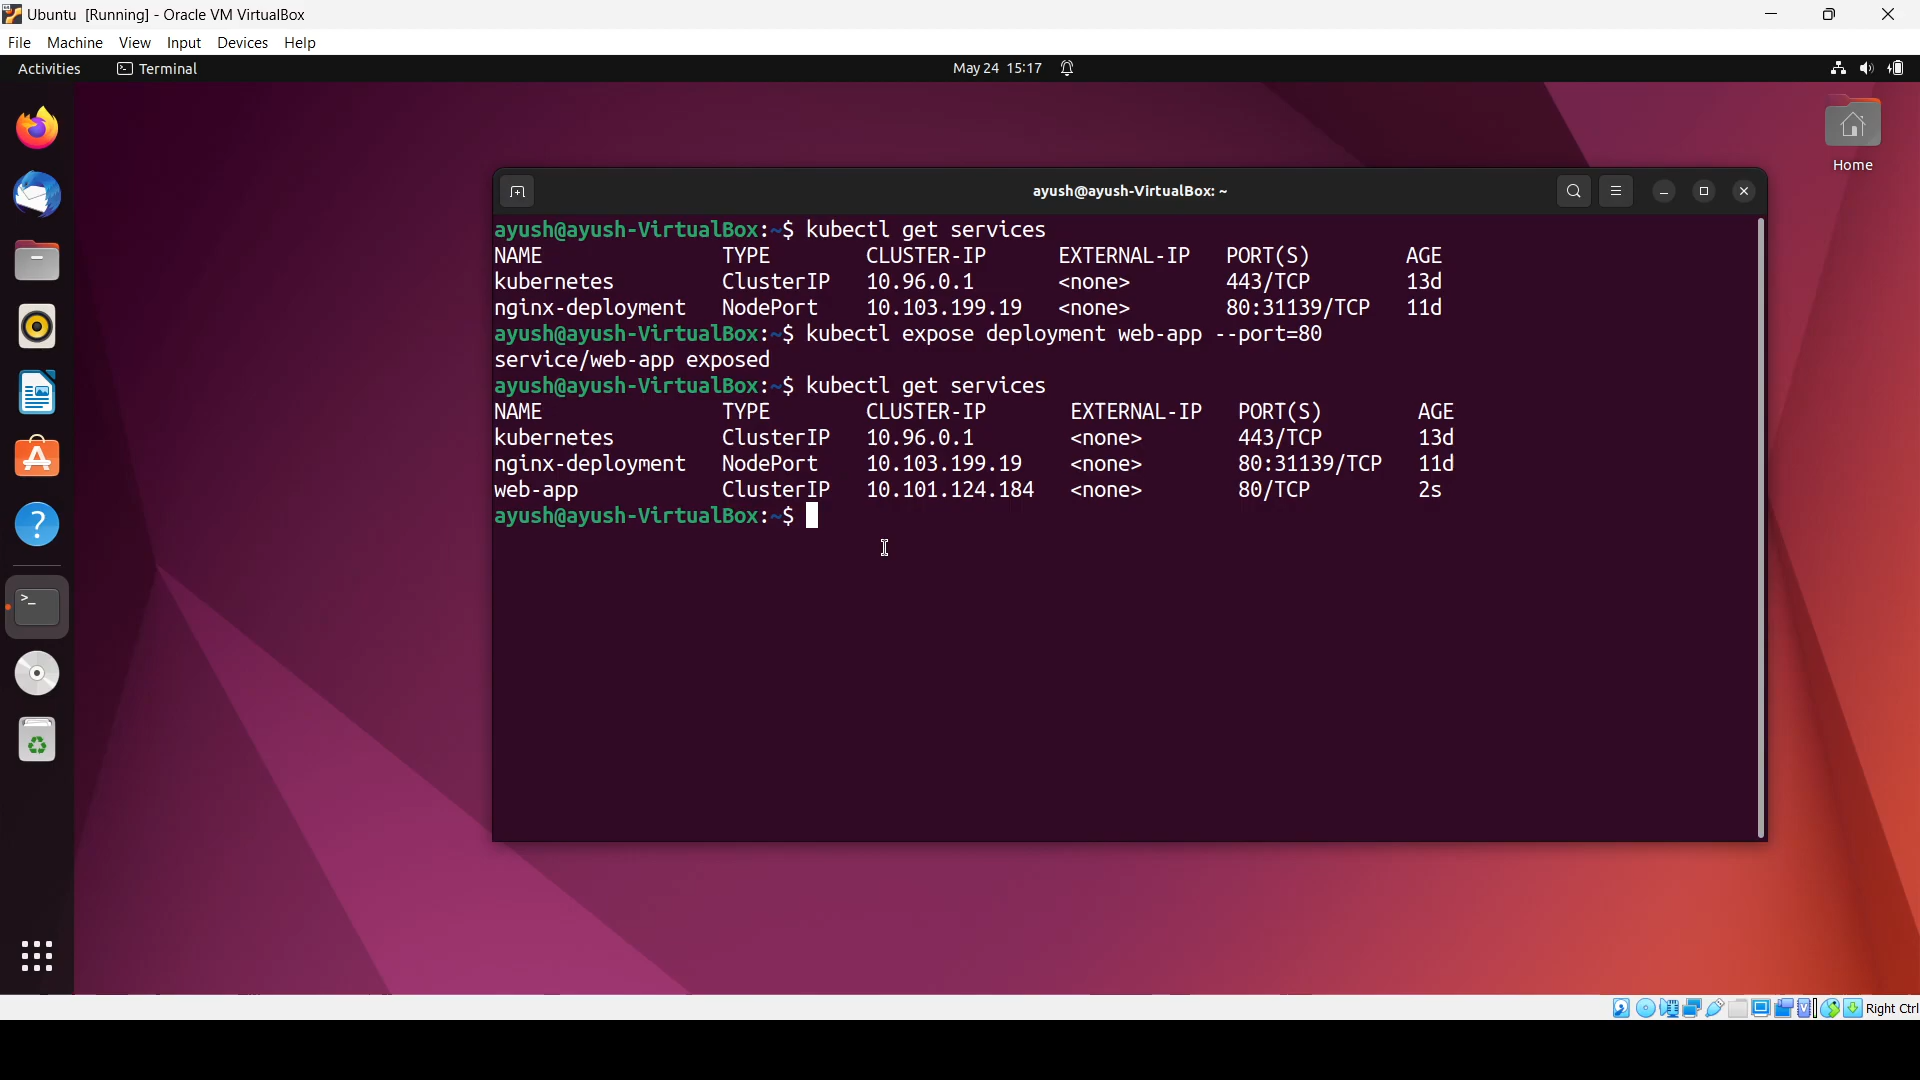 Ubuntu [Running] - Oracle VM VirtualBox
File Machine View Input Devices Help
Activities Terminal May 24 15:17
Home
ayush@ayush-VirtualBox: ~
ayush@ayush-VirtualBox:~$ kubectl get services
NAME TYPE CLUSTER-IP EXTERNAL-IP PORT(S) AGE
kubernetes ClusterIP 10.96.0.1 <none> 443/TCP 13d
nginx-deployment NodePort 10.103.199.19 <none> 80:31139/TCP 11d
ayush@ayush-VirtualBox:~$ kubectl expose deployment web-app --port=80
service/web-app exposed
ayush@ayush-VirtualBox:~$ kubectl get services
NAME TYPE CLUSTER-IP EXTERNAL-IP PORT(S) AGE
kubernetes ClusterIP 10.96.0.1 <none> 443/TCP 13d
nginx-deployment NodePort 10.103.199.19 <none> 80:31139/TCP 11d
web-app ClusterIP 10.101.124.184 <none> 80/TCP 2s
ayush@ayush-VirtualBox:~$
Right Ctrl